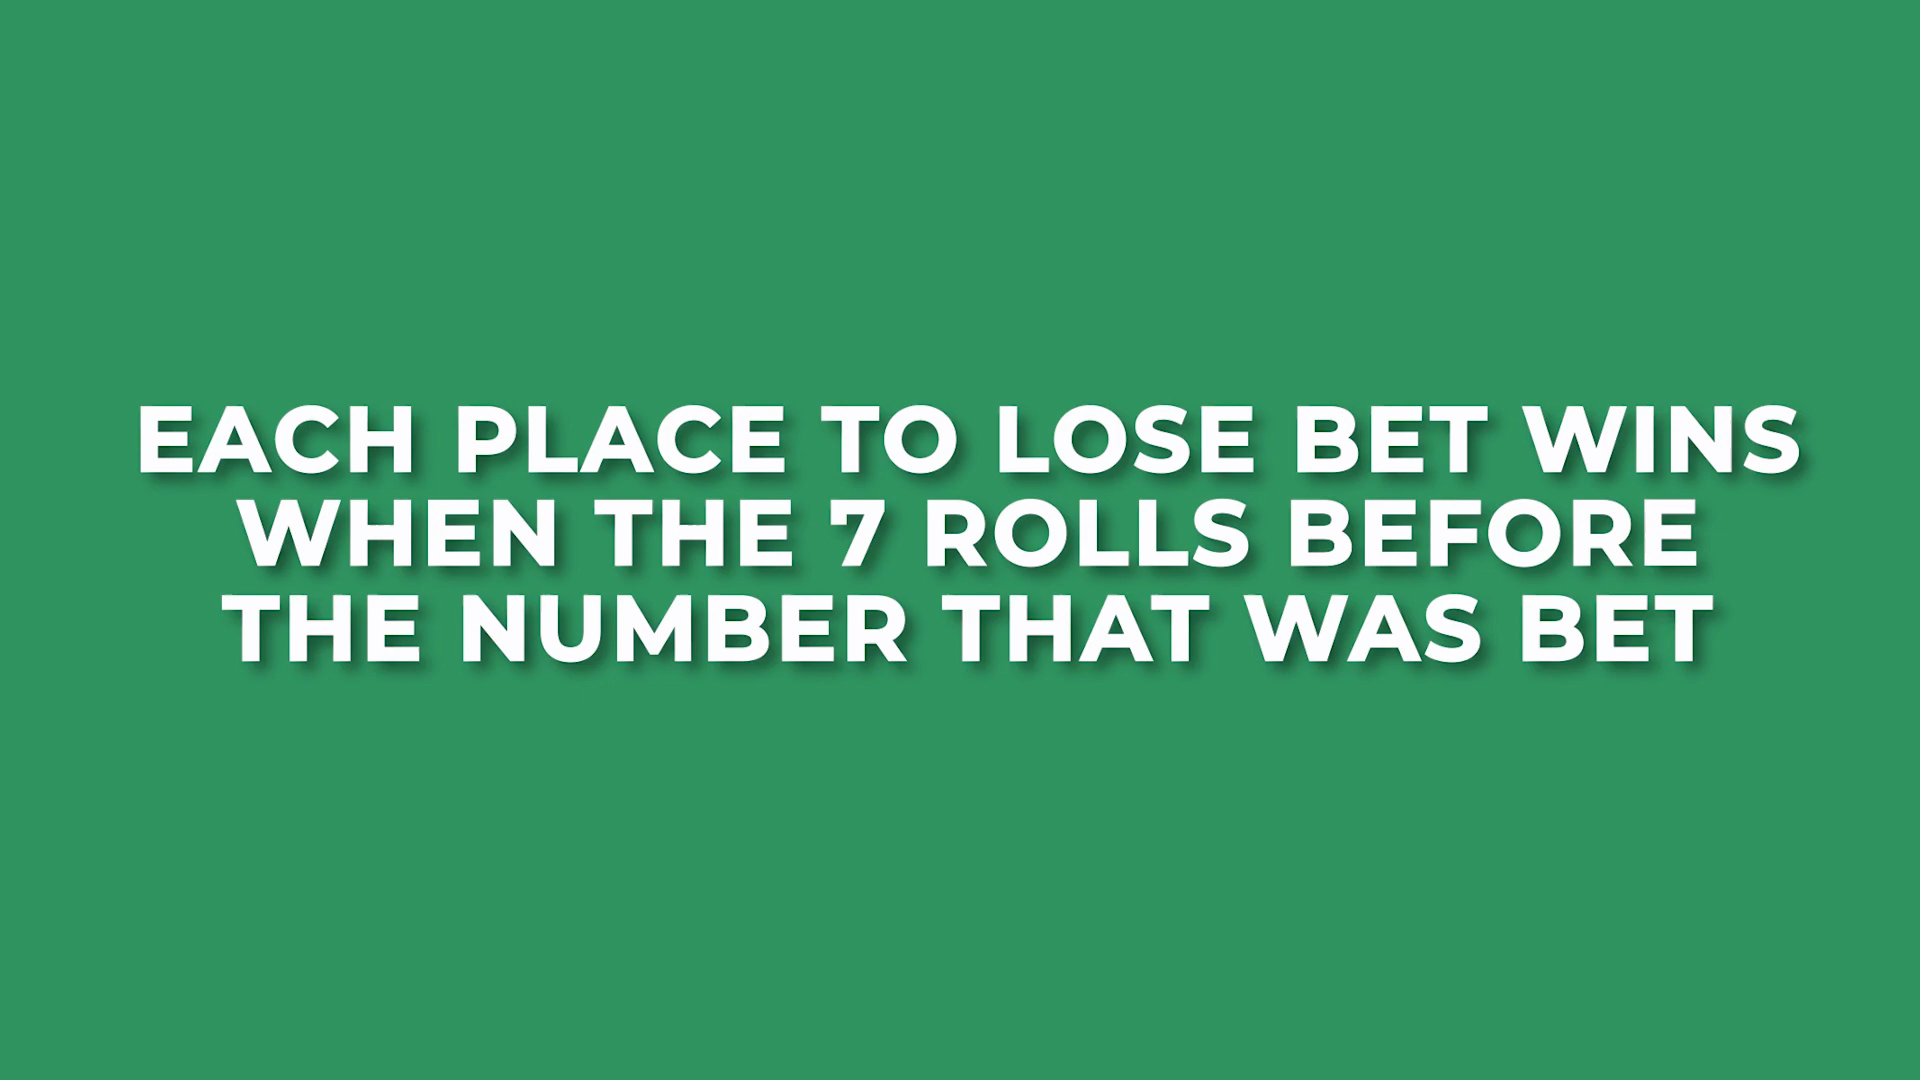 EACH PLACE TO LOSE BET WINS
WHEN THE 7 ROLLS BEFORE
THE NUMBER THAT WAS BET